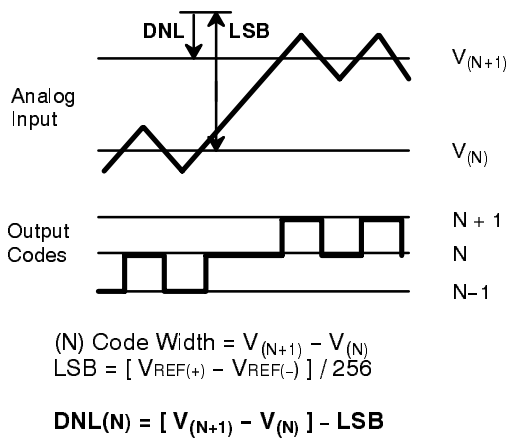 DNL LSB
V(N+1)
Analog
Input
V(N)
Output
Codes
N + 1
N
N−1
(N) Code Width = V(N+1) − V(N)
LSB = [ VREF(+) − VREF(−) ] / 256
DNL(N) = [ V(N+1) − V(N) ] − LSB